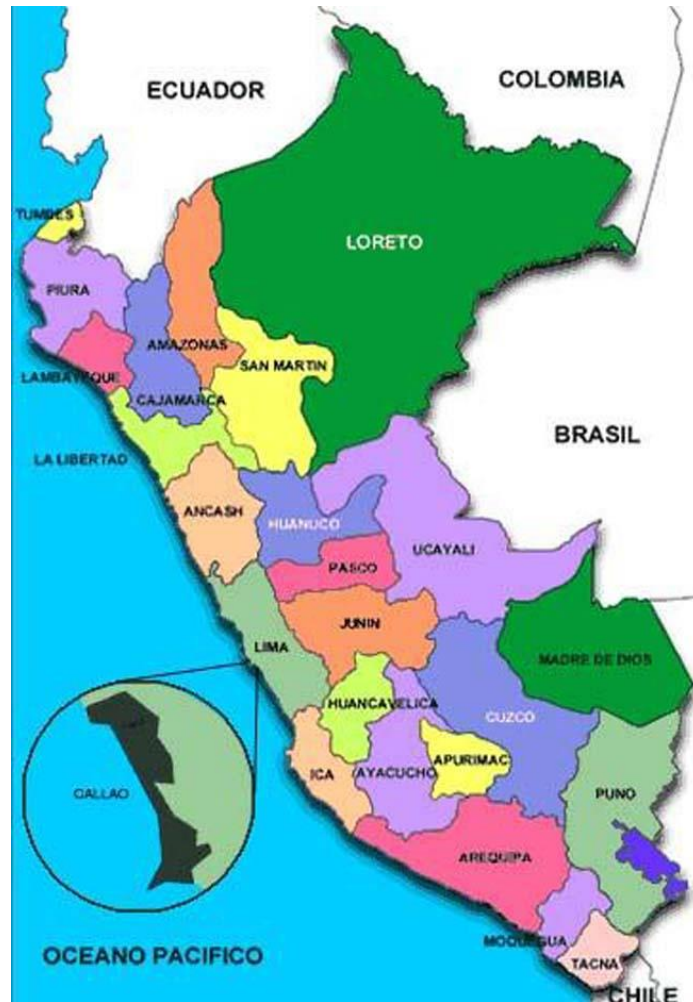 COLOMBIA
ECUADOR
TUMBES
LORETO
PIURA
AMAZONAS
SAN MARTIN
LAMBAYEQUE
CAJAMARCA
BRASIL
LA LIBERTAD
ANCASH
HUANUCO
UCAYALI
PASCO
JUNIN
LIMA
MADRE DE DIOS
HUANCAVELICA
CUZCO
APURIMAC
ICA
AYACUCHO
CALLAO
PUNO
AREQUIPA
MOQUEGUA
OCEANO PACIFICO
TACNA
CHILE